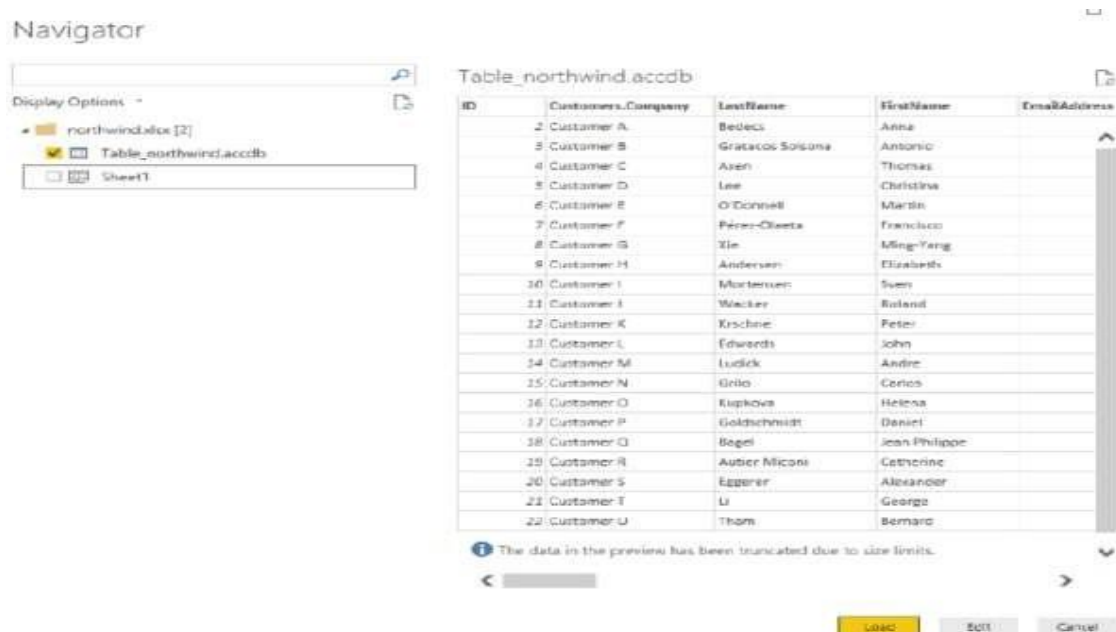 Navigator
Display Options
northwind.xlsx [2]
Table_northwind.accdb
Sheet1
Table_northwind.accdb
ID Customers.Company LastName FirstName EmailAddress
2 Customer A Bedecs Anna
3 Customer B Gratacos Solsona Antonio
4 Customer C Axen Thomas
5 Customer D Lee Christina
6 Customer E O'Donnell Martin
7 Customer F Pérez-Olaeta Francisco
8 Customer G Xie Ming-Yang
9 Customer H Andersen Elizabeth
10 Customer I Mortensen Sven
11 Customer J Wacker Roland
12 Customer K Krschne Peter
13 Customer L Edwards John
14 Customer M Ludick Andre
15 Customer N Grilo Carlos
16 Customer O Kupkova Helena
17 Customer P Goldschmidt Daniel
18 Customer Q Bagel Jean Philippe
19 Customer R Autier Miconi Catherine
20 Customer S Eggerer Alexander
21 Customer T Li George
22 Customer U Tham Bernard
The data in the preview has been truncated due to size limits.
Load Edit Cancel